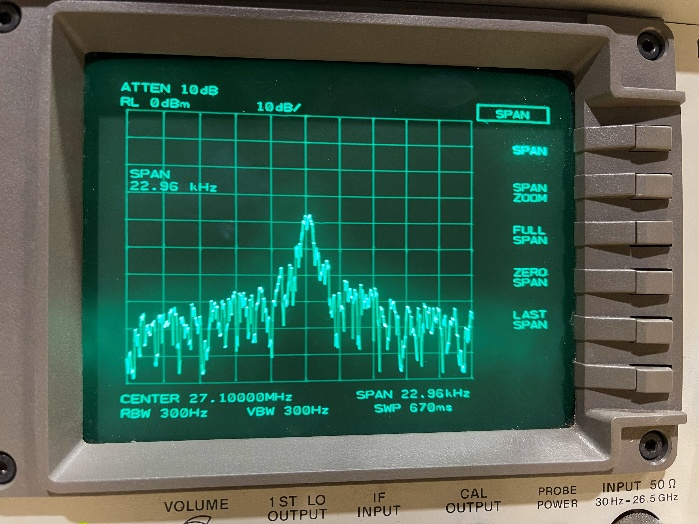 ATTEN 10dB
RL 0dBm 10dB/
SPAN
SPAN
22.96 kHz
SPAN
SPAN
ZOOM
FULL
SPAN
ZERO
SPAN
LAST
SPAN
CENTER 27.10000MHz SPAN 22.96kHz
RBW 300Hz VBW 300Hz SWP 670ms
VOLUME
1ST LO
OUTPUT
IF
INPUT
CAL
OUTPUT
PROBE
POWER
INPUT 50 Ω
30 Hz - 26.5 GHz